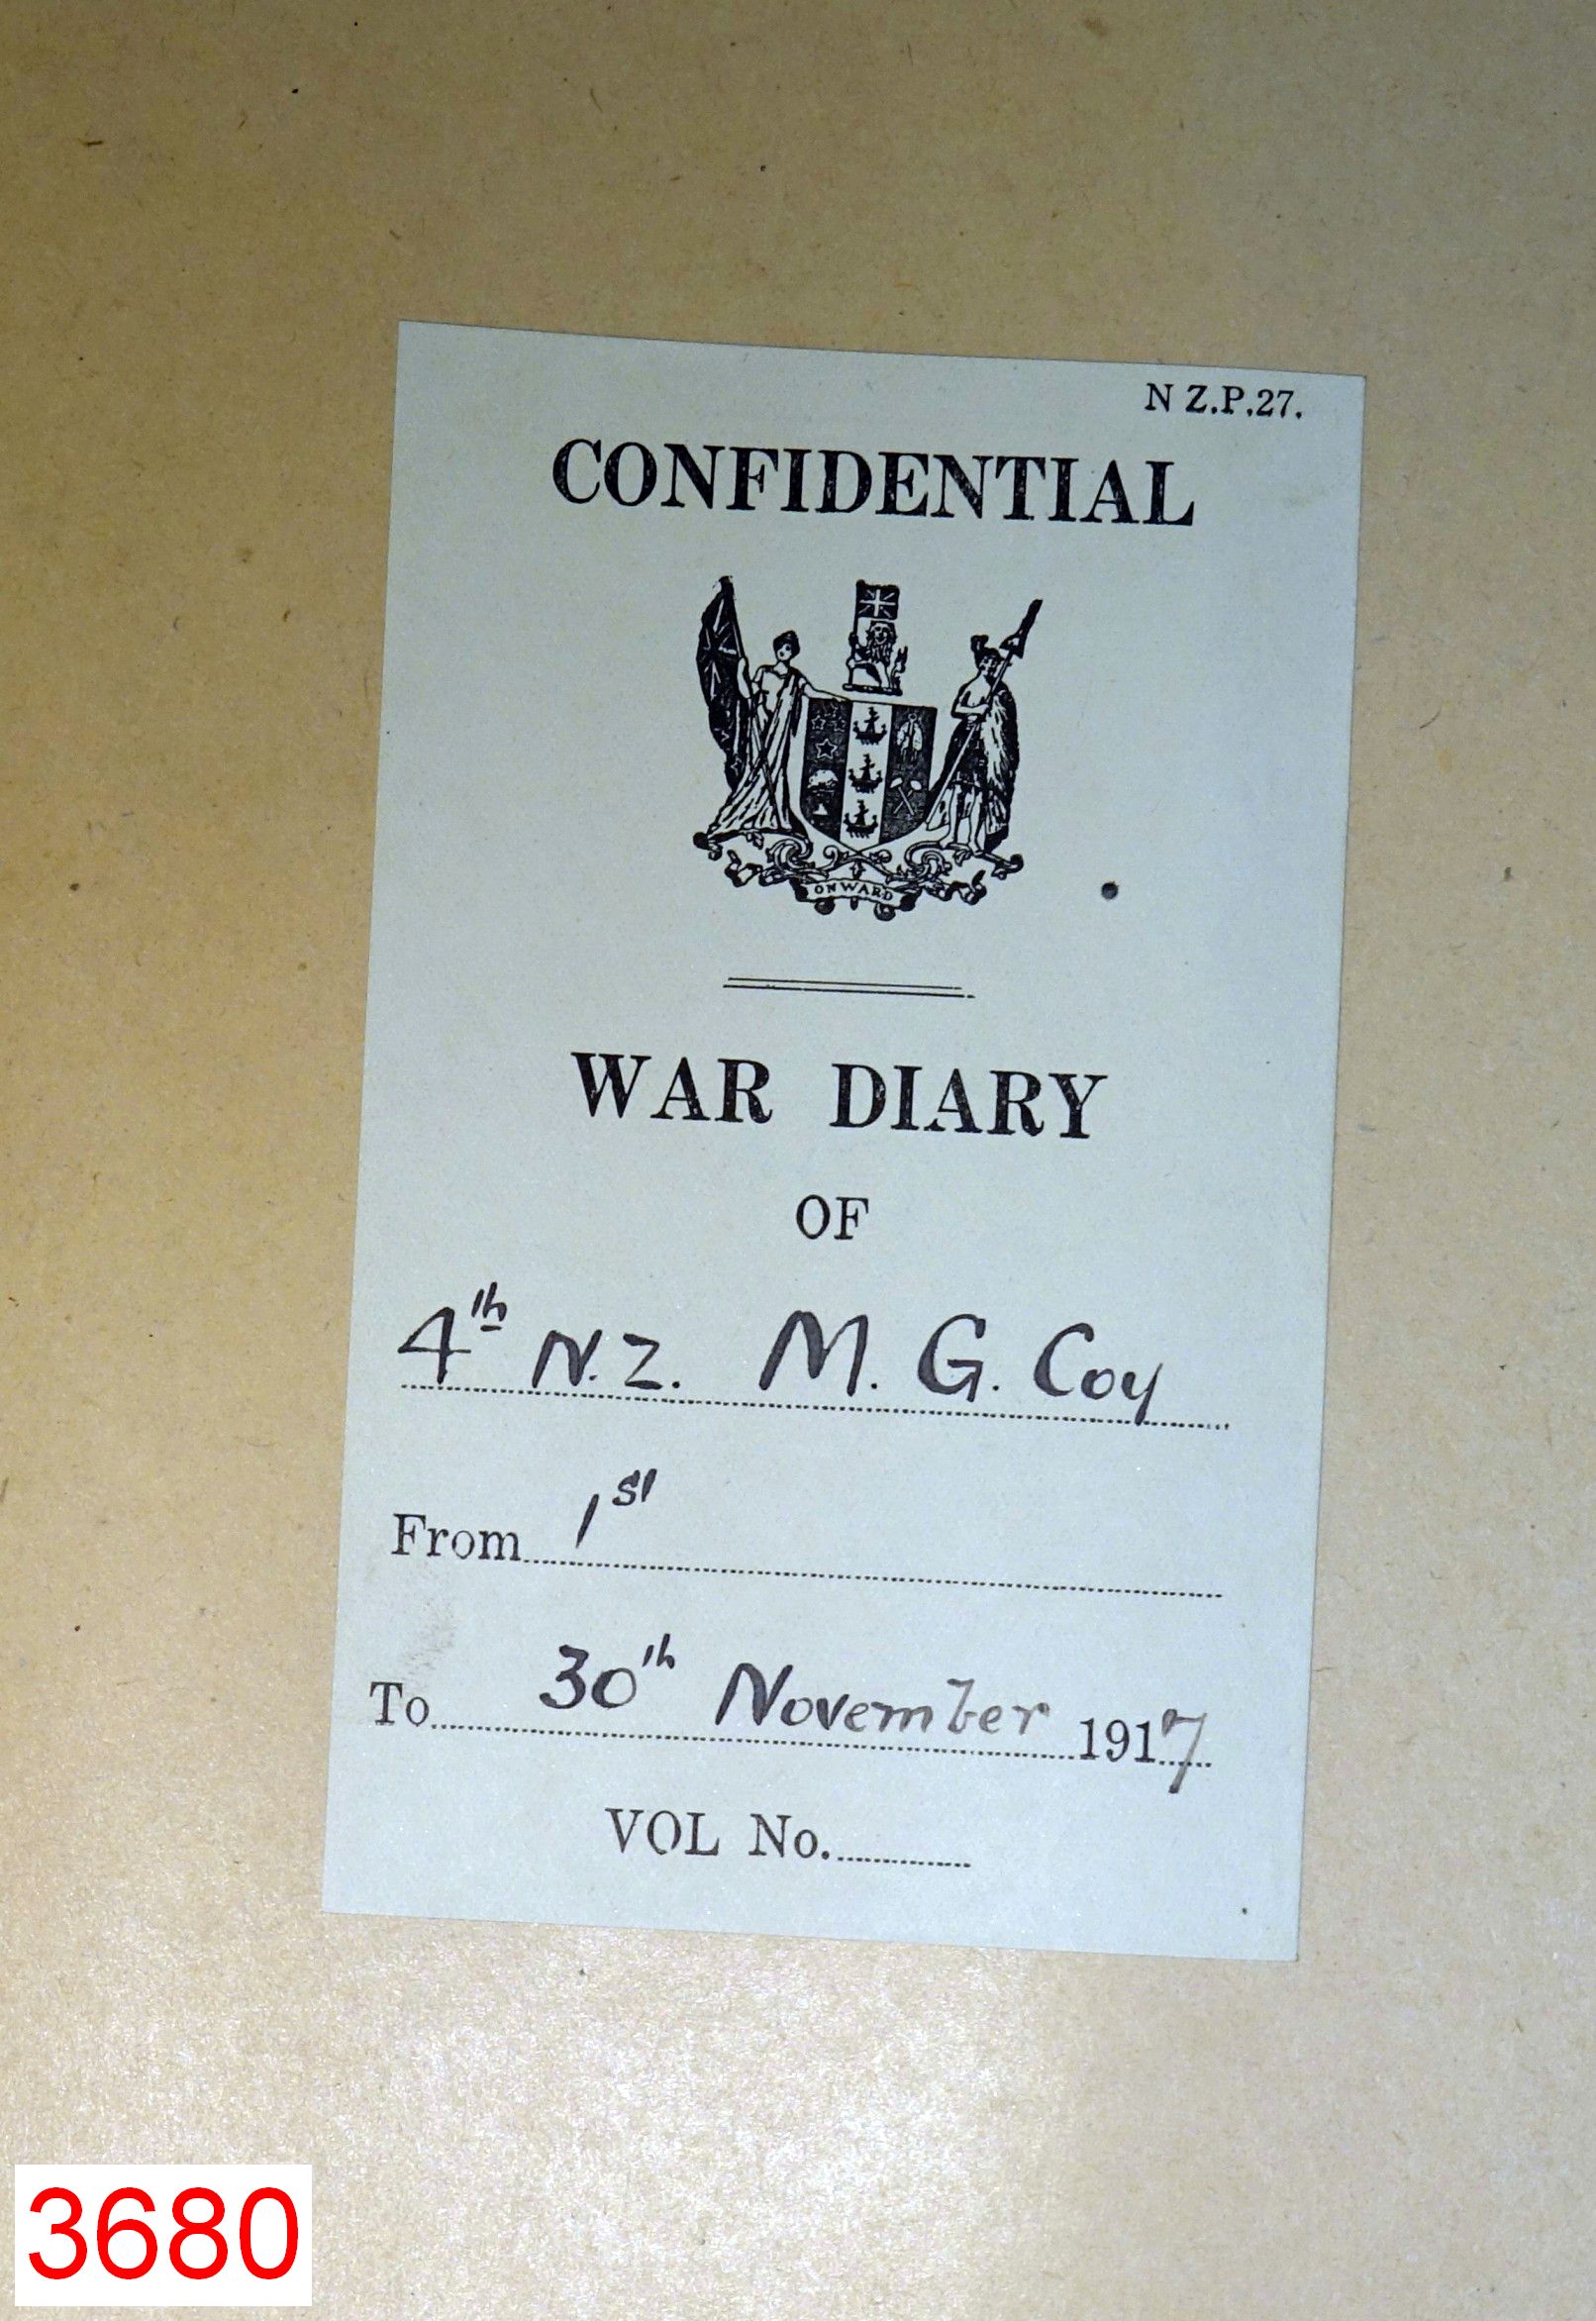 N Z.P.27.
CONFIDENTIAL
ONWARD
WAR DIARY
OF
4th N.Z. M. G. Coy
From 1st
To 30th November 1917
VOL No.
3680